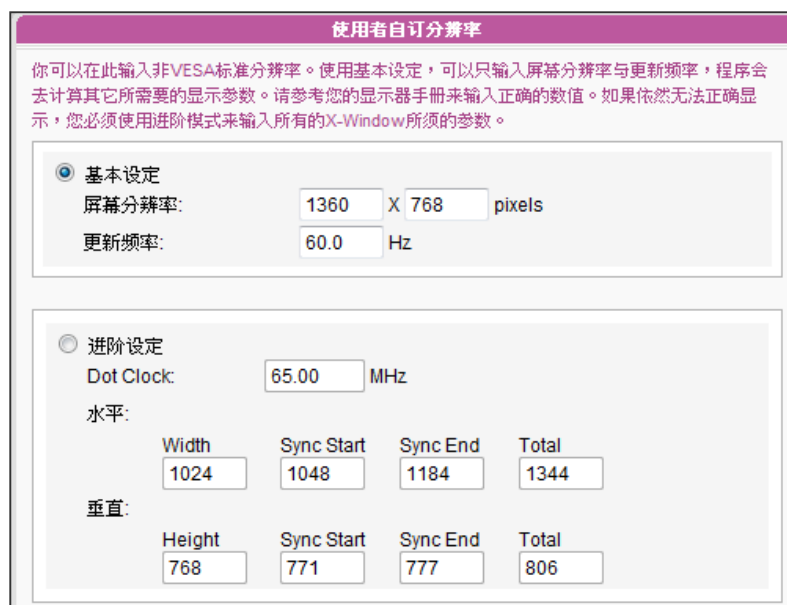 使用者自订分辨率
你可以在此输入非VESA标准分辨率。使用基本设定，可以只输入屏幕分辨率与更新频率，程序会
去计算其它所需要的显示参数。请参考您的显示器手册来输入正确的数值。如果依然无法正确显
示，您必须使用进阶模式来输入所有的X-Window所须的参数。
基本设定
屏幕分辨率: 1360 X 768 pixels
更新频率: 60.0 Hz
进阶设定
Dot Clock: 65.00 MHz
水平:
Width Sync Start Sync End Total
1024 1048 1184 1344
垂直:
Height Sync Start Sync End Total
768 771 777 806